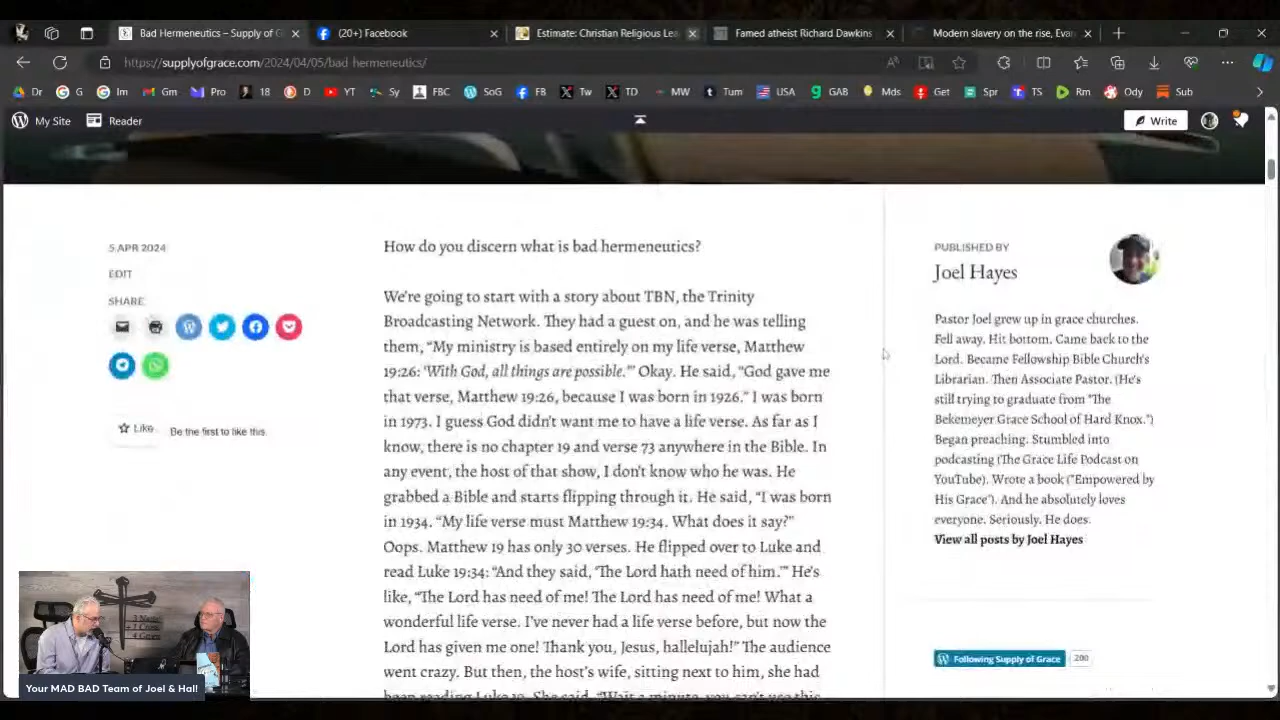 Bad Hermeneutics – Supply of G
(20+) Facebook
Estimate: Christian Religious Lea
Famed atheist Richard Dawkins
Modern slavery on the rise, Evan
https://supplyofgrace.com/2024/04/05/bad-hermeneutics/
Dr G Im Gm Pro 18 D YT Sy FBC SoG FB Tw TD MW Tum USA GAB Mds Get Spr TS Rm Ody Sub
My Site Reader Write
5 APR 2024
EDIT
SHARE
Like
Be the first to like this.
How do you discern what is bad hermeneutics?
We're going to start with a story about TBN, the Trinity
Broadcasting Network. They had a guest on, and he was telling
them, “My ministry is based entirely on my life verse, Matthew
19:26: ‘With God, all things are possible.’” Okay. He said, “God gave me
that verse, Matthew 19:26, because I was born in 1926.” I was born
in 1973. I guess God didn't want me to have a life verse. As far as I
know, there is no chapter 19 and verse 73 anywhere in the Bible. In
any event, the host of that show, I don't know who he was. He
grabbed a Bible and starts flipping through it. He said, “I was born
in 1934. “My life verse must Matthew 19:34. What does it say?”
Oops. Matthew 19 has only 30 verses. He flipped over to Luke and
read Luke 19:34: “And they said, ‘The Lord hath need of him.’” He's
like, “The Lord has need of me! The Lord has need of me! What a
wonderful life verse. I've never had a life verse before, but now the
Lord has given me one! Thank you, Jesus, hallelujah!” The audience
went crazy. But then, the host's wife, sitting next to him, she had
been reading Luke 19. She said, “Wait a minute, you can't use this
PUBLISHED BY
Joel Hayes
Pastor Joel grew up in grace churches.
Fell away. Hit bottom. Came back to the
Lord. Became Fellowship Bible Church's
Librarian. Then Associate Pastor. (He's
still trying to graduate from "The
Bekemeyer Grace School of Hard Knox.")
Began preaching. Stumbled into
podcasting (The Grace Life Podcast on
YouTube). Wrote a book ("Empowered by
His Grace"). And he absolutely loves
everyone. Seriously. He does.
View all posts by Joel Hayes
Following Supply of Grace 200
3 Nails
1 Cross
4 Given
Your MAD BAD Team of Joel & Hal!